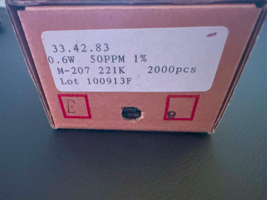 33.42.83
0.6W 50PPM 1%
M-207 221K 2000pcs
Lot 100913F
E